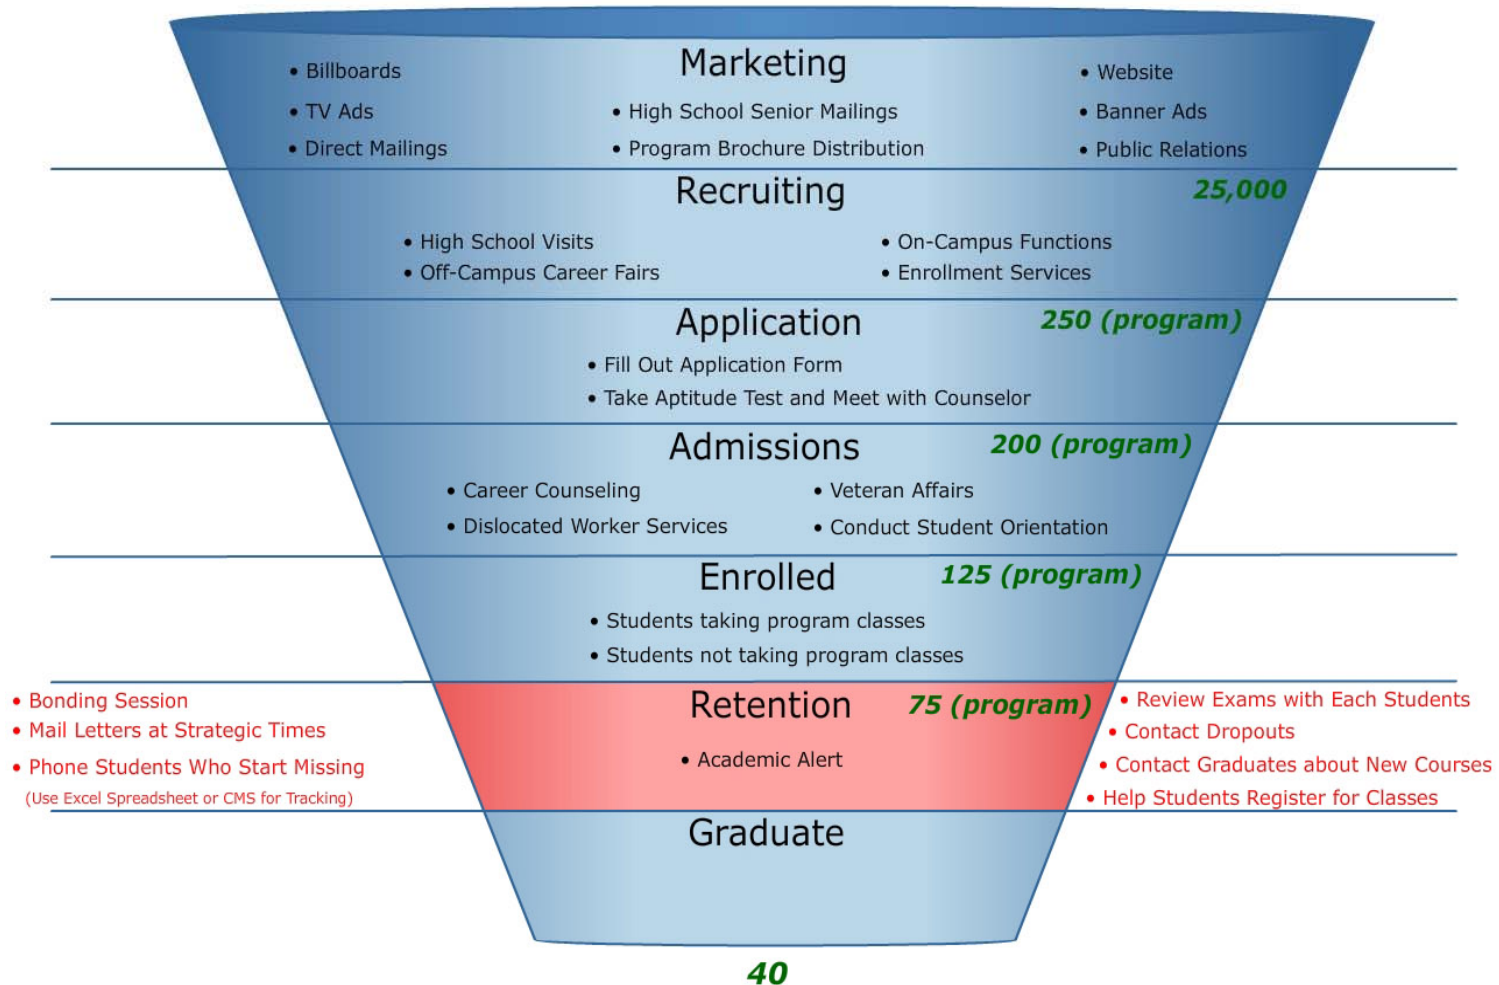 Marketing
• Billboards
• TV Ads
• Direct Mailings
• High School Senior Mailings
• Program Brochure Distribution
• Website
• Banner Ads
• Public Relations
Recruiting
25,000
• High School Visits
• Off-Campus Career Fairs
• On-Campus Functions
• Enrollment Services
Application
250 (program)
• Fill Out Application Form
• Take Aptitude Test and Meet with Counselor
Admissions
200 (program)
• Career Counseling
• Dislocated Worker Services
• Veteran Affairs
• Conduct Student Orientation
Enrolled
125 (program)
• Students taking program classes
• Students not taking program classes
• Bonding Session
• Mail Letters at Strategic Times
• Phone Students Who Start Missing
(Use Excel Spreadsheet or CMS for Tracking)
Retention
75 (program)
• Academic Alert
• Review Exams with Each Students
• Contact Dropouts
• Contact Graduates about New Courses
• Help Students Register for Classes
Graduate
40